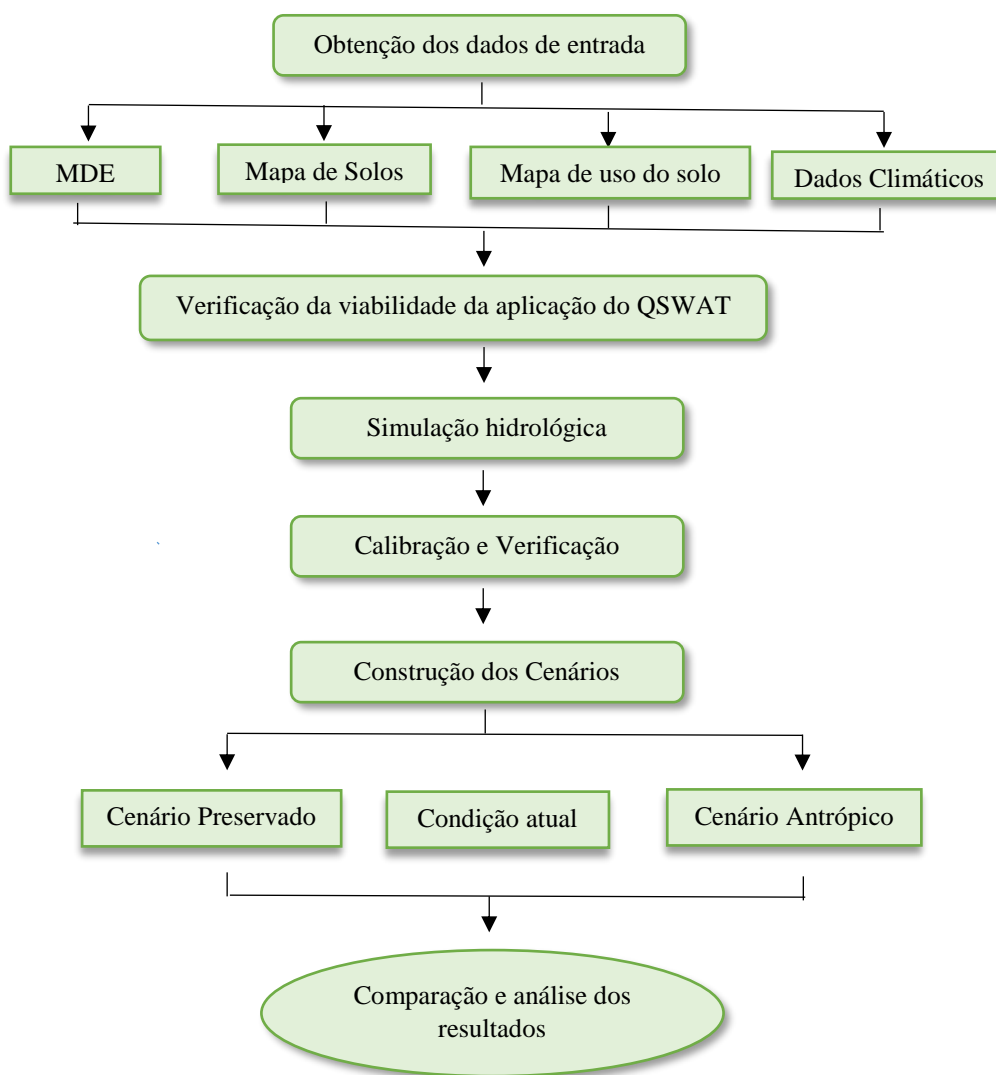 Obtenção dos dados de entrada
MDE
Mapa de Solos
Mapa de uso do solo
Dados Climáticos
Verificação da viabilidade da aplicação do QSWAT
Simulação hidrológica
Calibração e Verificação
Construção dos Cenários
Cenário Preservado
Condição atual
Cenário Antrópico
Comparação e análise dos
resultados